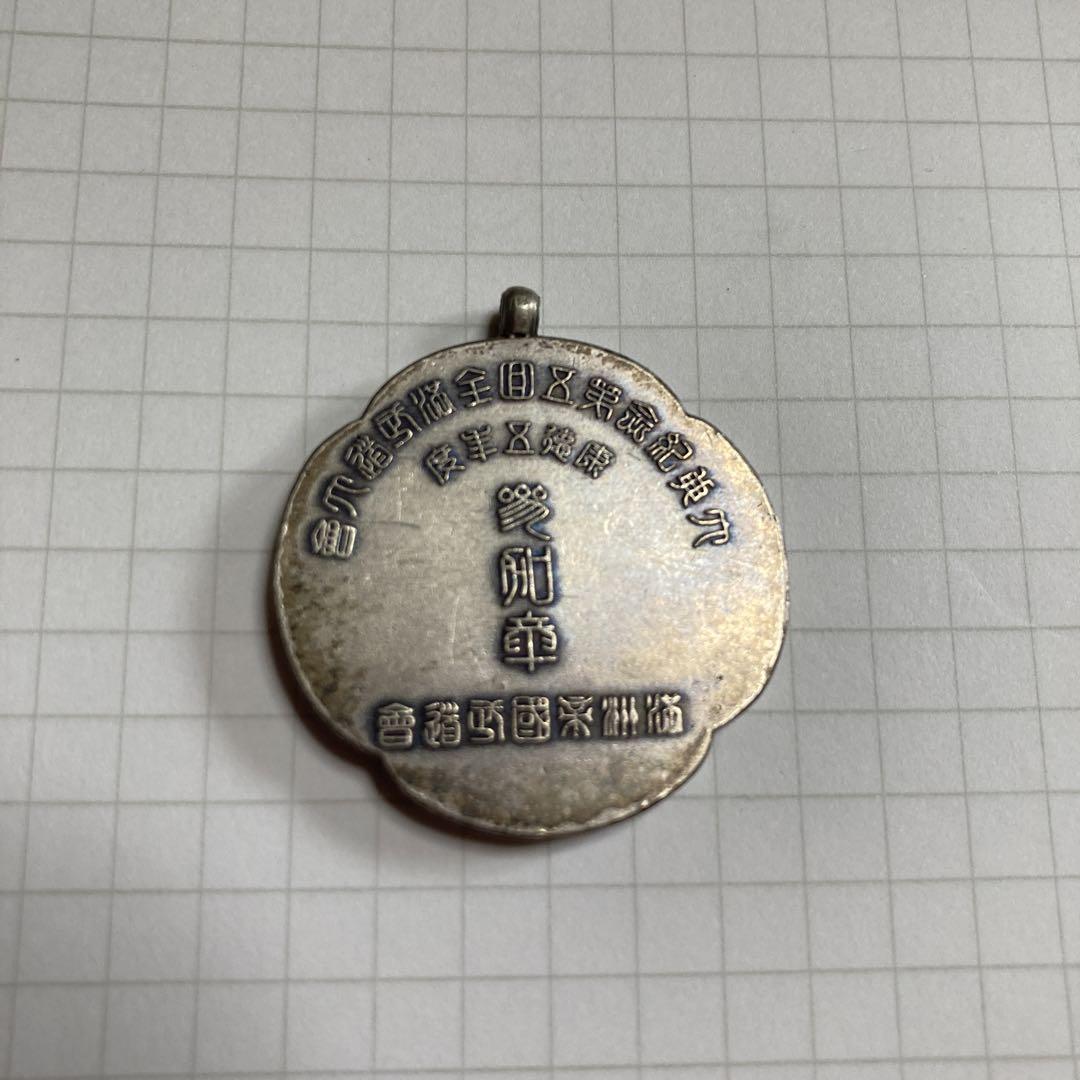 大典紀念第五回全滿武道大會
康德五年度
參加章
滿洲帝國武道會